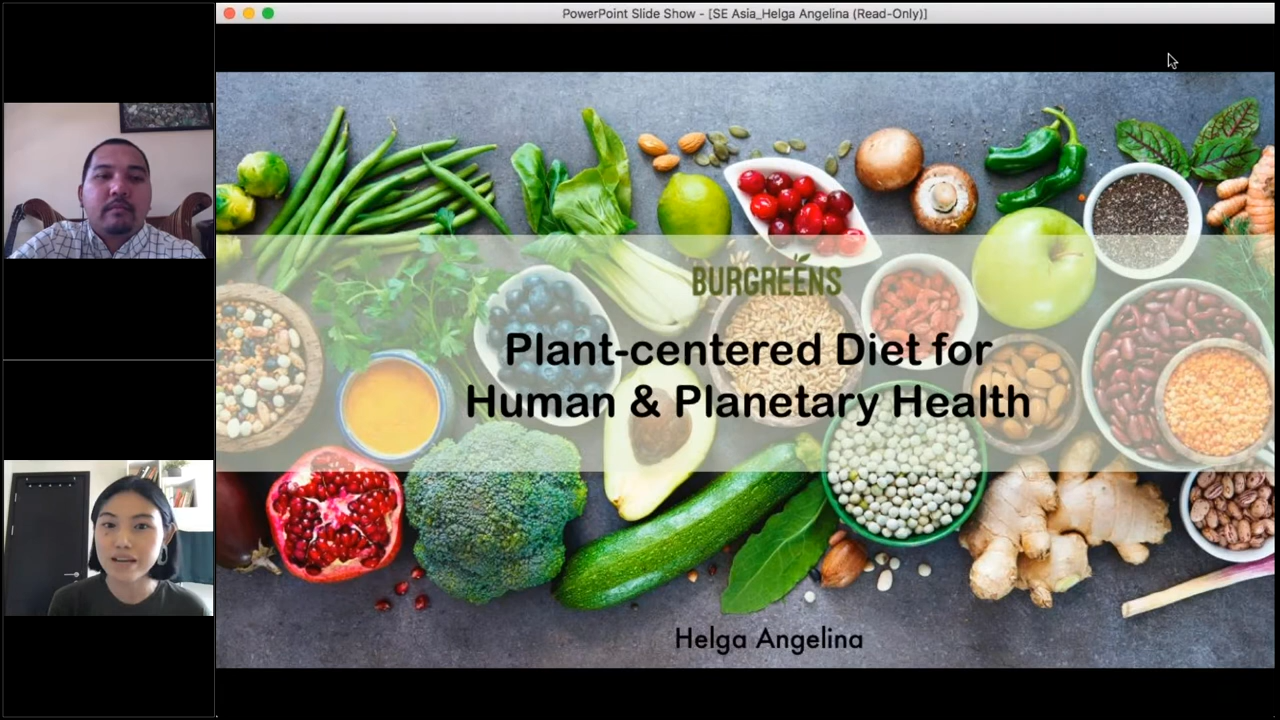 PowerPoint Slide Show - [SE Asia_Helga Angelina (Read-Only)]
BURGREENS
Plant-centered Diet for
Human & Planetary Health
Helga Angelina